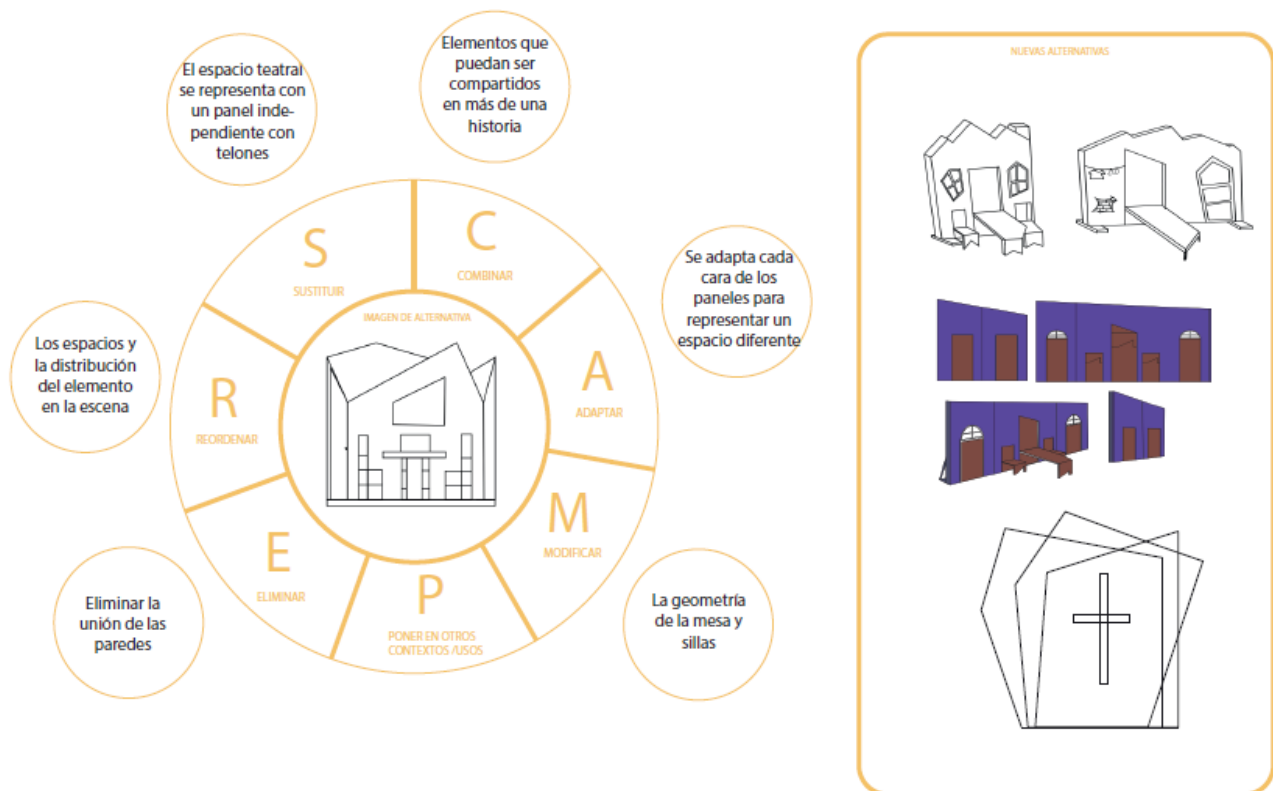 El espacio teatral
se representa con
un panel inde-
pendiente con
telones
Elementos que
puedan ser
compartidos
en más de una
historia
S
SUSTITUIR
C
COMBINAR
Se adapta cada
cara de los
paneles para
representar un
espacio diferente
Los espacios y
la distribución
del elemento
en la escena
R
REORDENAR
IMAGEN DE ALTERNATIVA
A
ADAPTAR
E
ELIMINAR
M
MODIFICAR
P
PONER EN OTROS
CONTEXTOS /USOS
Eliminar la
unión de las
paredes
La geometría
de la mesa y
sillas
NUEVAS ALTERNATIVAS